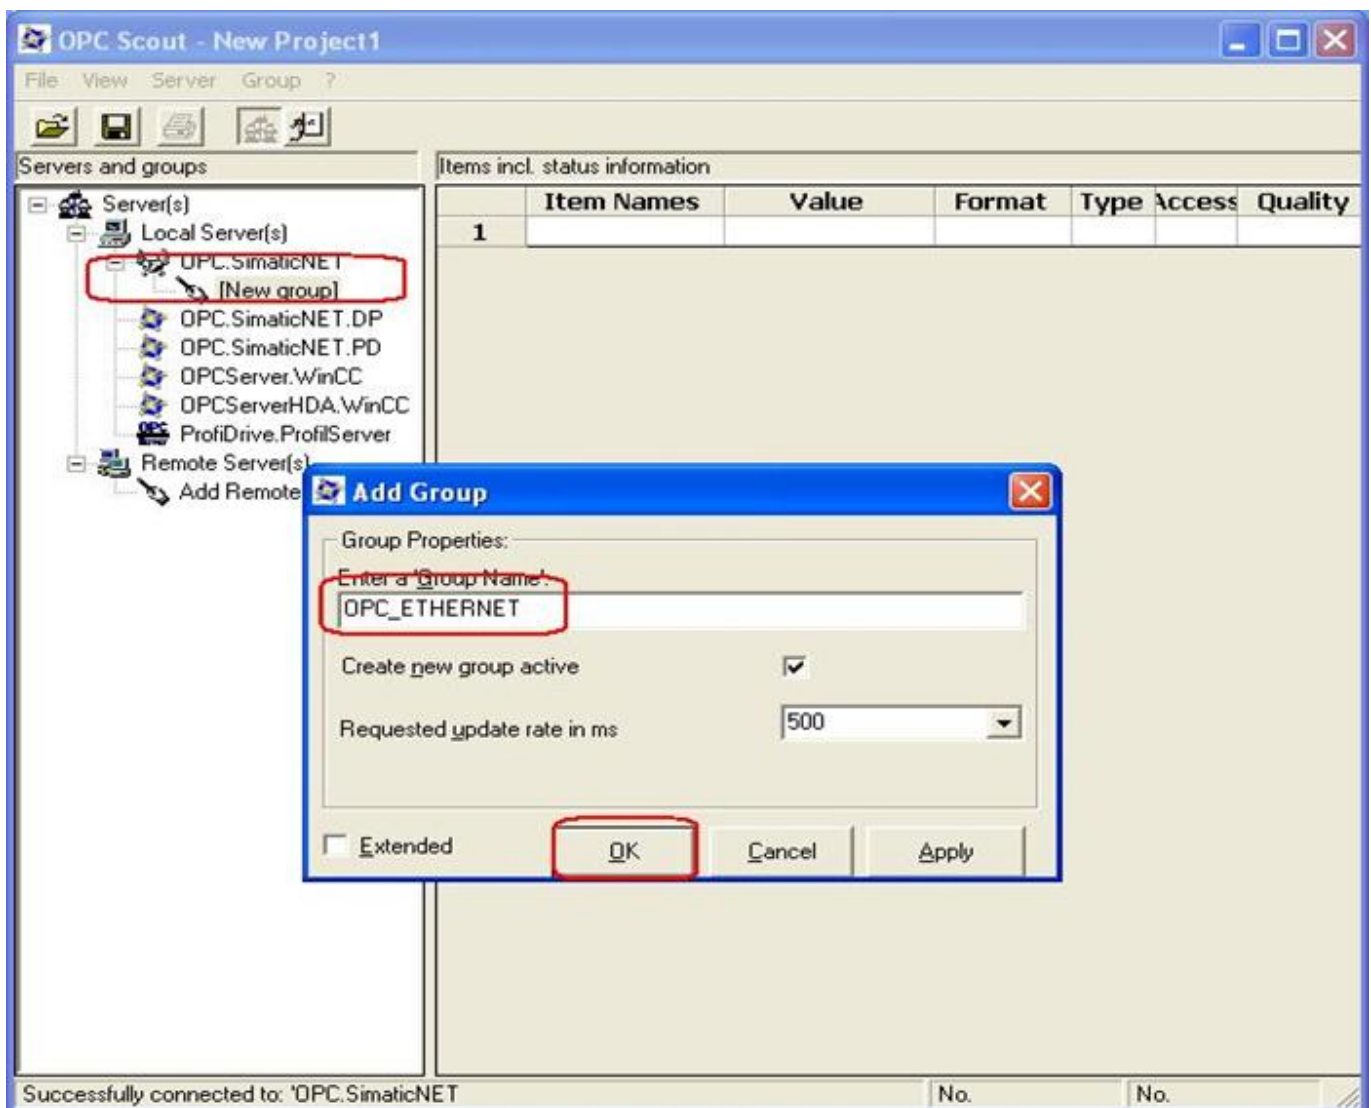 OPC Scout - New Project1
File View Server Group ?
Servers and groups
Items incl. status information
Item Names Value Format Type Access Quality
1
Server(s)
Local Server(s)
OPC.SimaticNET
[New group]
OPC.SimaticNET.DP
OPC.SimaticNET.PD
OPCServer.WinCC
OPCServerHDA.WinCC
OPC
ProfiDrive.ProfilServer
Remote Server(s)
Add Remote
Add Group
Group Properties:
Enter a 'Group Name':
OPC_ETHERNET
Create new group active
Requested update rate in ms
500
Extended
OK
Cancel
Apply
Successfully connected to: 'OPC.SimaticNET
No.
No.